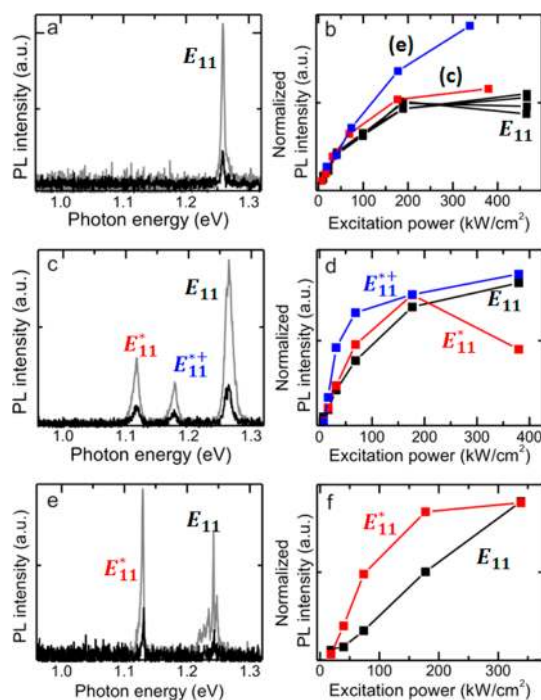 a
E11
PL intensity (a.u.)
1.0 1.1 1.2 1.3
Photon energy (eV)
b
(e)
(c)
E11
Normalized
PL intensity (a.u.)
0 100 200 300 400
Excitation power (kW/cm²)
c
E11
E*11
E*+11
PL intensity (a.u.)
1.0 1.1 1.2 1.3
Photon energy (eV)
d
E*+11
E11
E*11
Normalized
PL intensity (a.u.)
0 100 200 300 400
Excitation power (kW/cm²)
e
E11
E*11
PL intensity (a.u.)
1.0 1.1 1.2 1.3
Photon energy (eV)
f
E*11
E11
Normalized
PL intensity (a.u.)
0 100 200 300 400
Excitation power (kW/cm²)